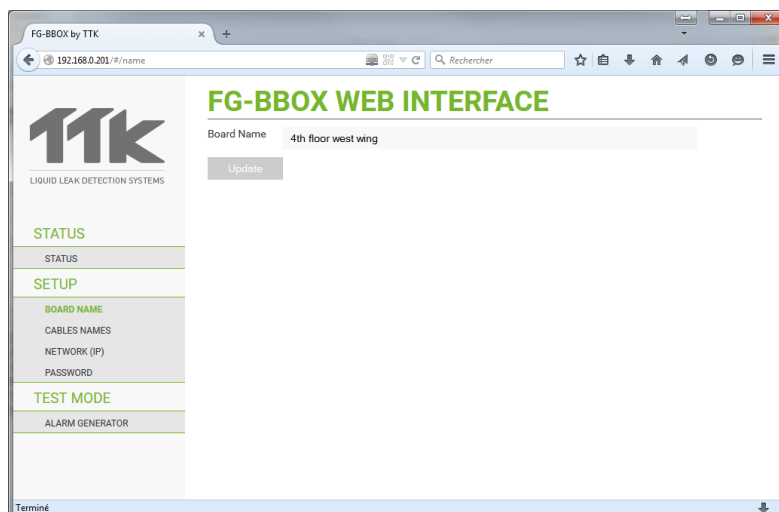 FG-BBOX by TTK
192.168.0.201/#/name
Rechercher
TTK
LIQUID LEAK DETECTION SYSTEMS
STATUS
STATUS
SETUP
BOARD NAME
CABLES NAMES
NETWORK (IP)
PASSWORD
TEST MODE
ALARM GENERATOR
FG-BBOX WEB INTERFACE
Board Name
4th floor west wing
Update
Terminé